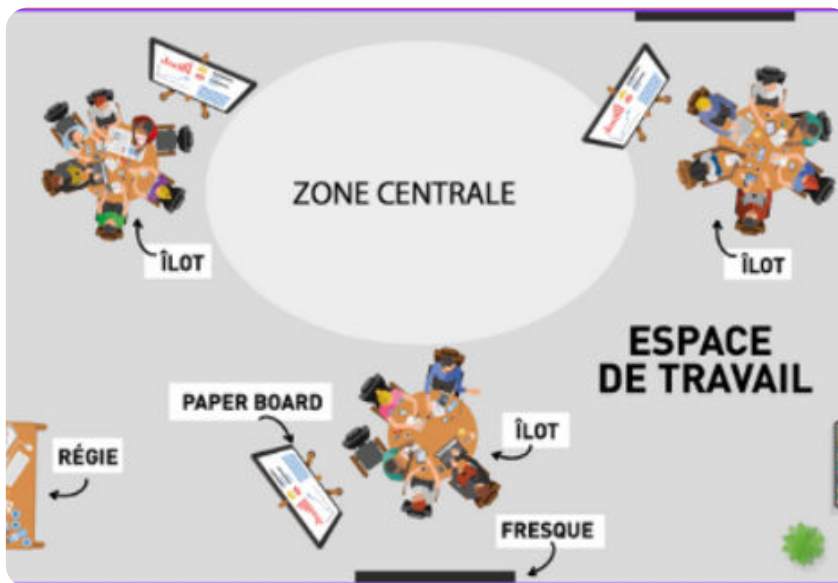 ZONE CENTRALE
ÎLOT
ÎLOT
ESPACE
DE TRAVAIL
PAPER BOARD
ÎLOT
RÉGIE
FRESQUE